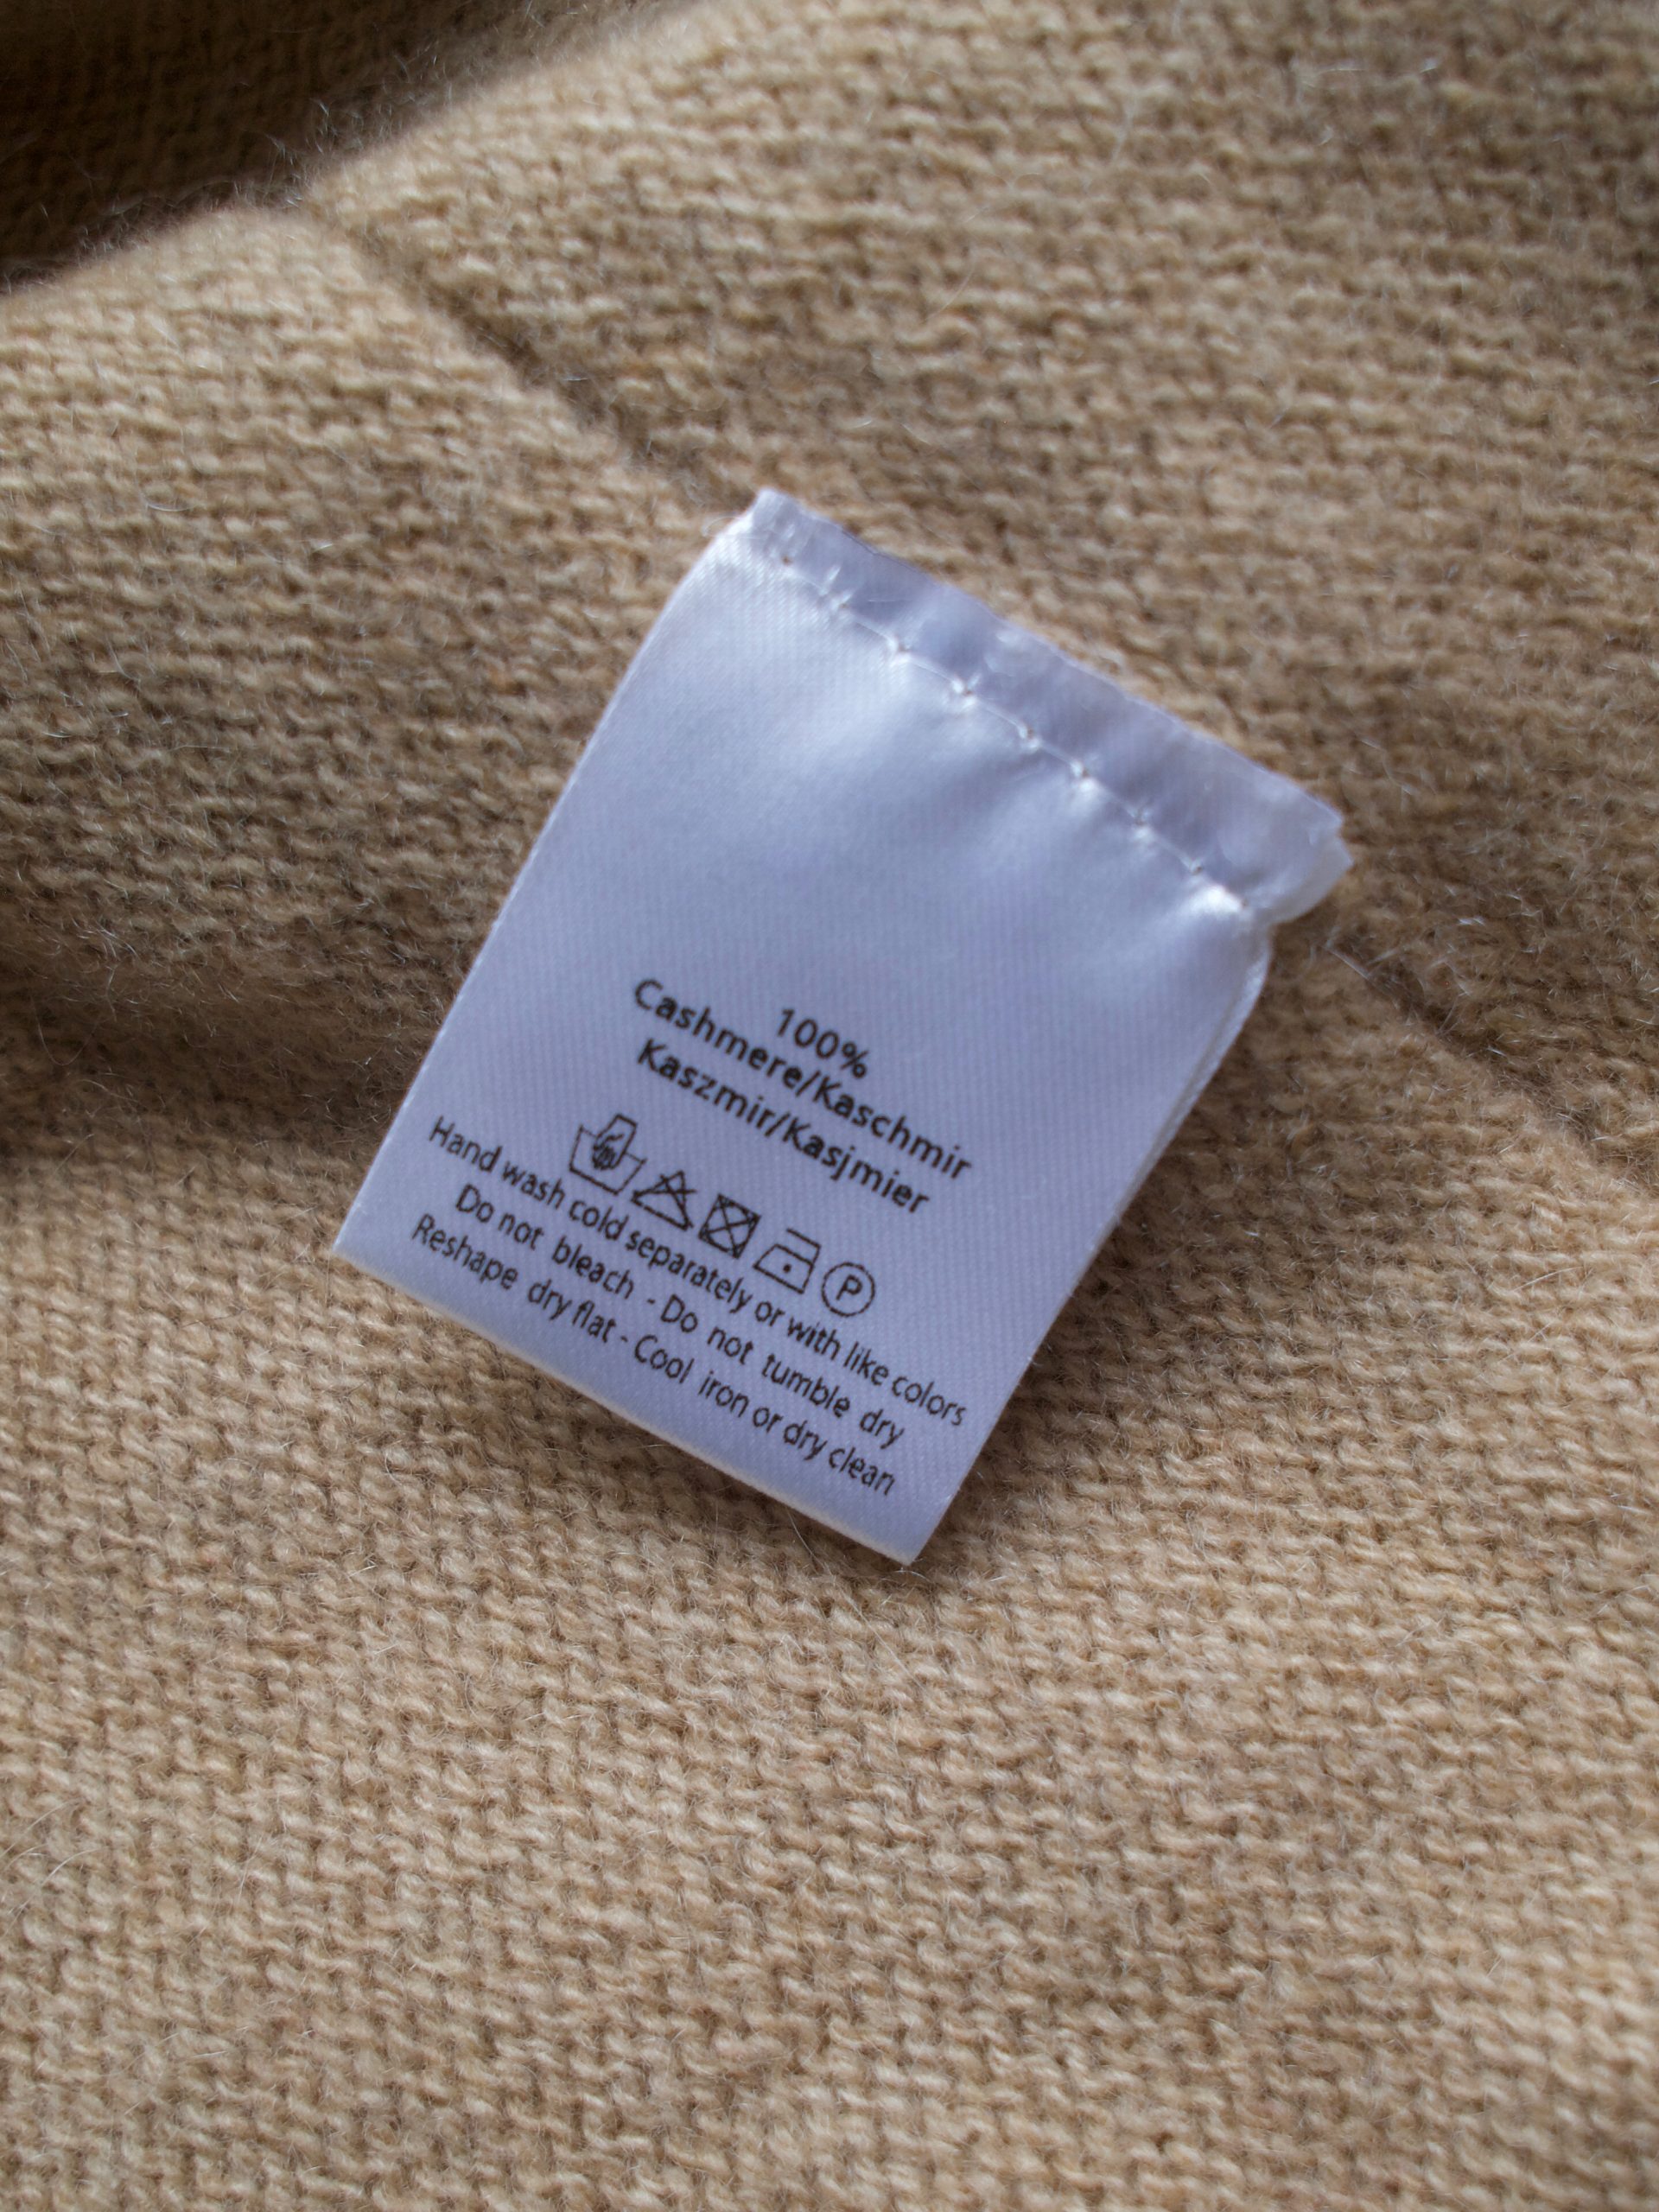 100%
Cashmere/Kaschmir
Kaszmir/Kasjmier
P
Hand wash cold separately or with like colors
Do not bleach - Do not tumble dry
Reshape dry flat - Cool iron or dry clean